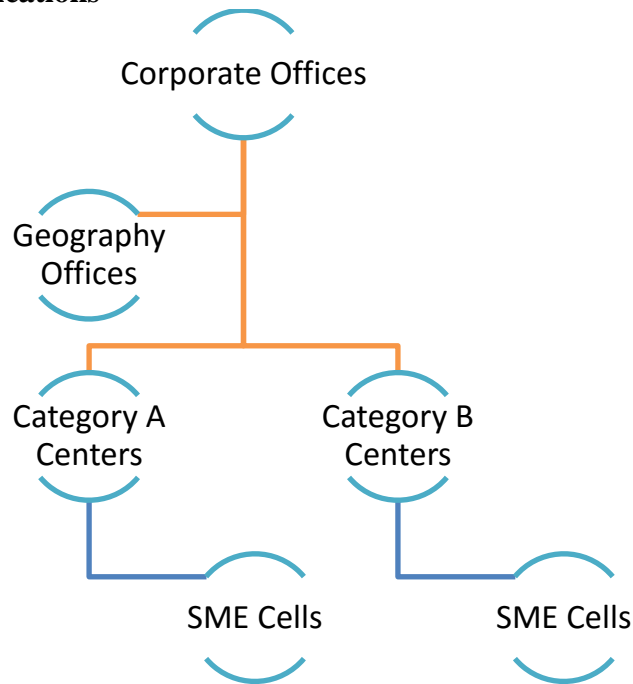 Corporate Offices
Geography
Offices
Category A
Centers
Category B
Centers
SME Cells
SME Cells